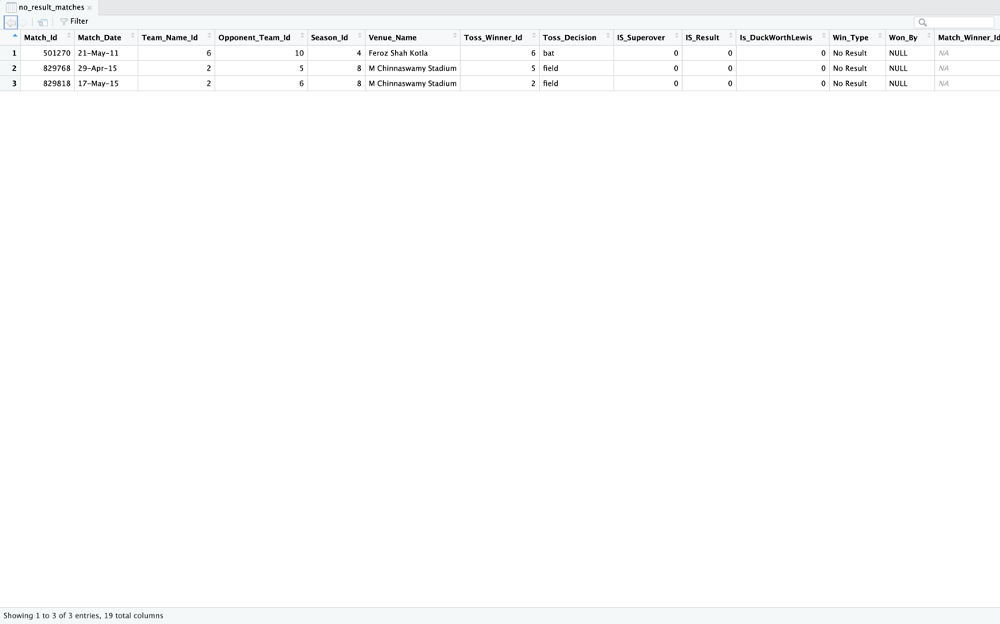 no_result_matches
Filter
Match_Id Match_Date Team_Name_Id Opponent_Team_Id Season_Id Venue_Name Toss_Winner_Id Toss_Decision IS_Superover IS_Result Is_DuckWorthLewis Win_Type Won_By Match_Winner_Id
1 501270 21-May-11 6 10 4 Feroz Shah Kotla 6 bat 0 0 0 No Result NULL NA
2 829768 29-Apr-15 2 5 8 M Chinnaswamy Stadium 5 field 0 0 0 No Result NULL NA
3 829818 17-May-15 2 6 8 M Chinnaswamy Stadium 2 field 0 0 0 No Result NULL NA
Showing 1 to 3 of 3 entries, 19 total columns